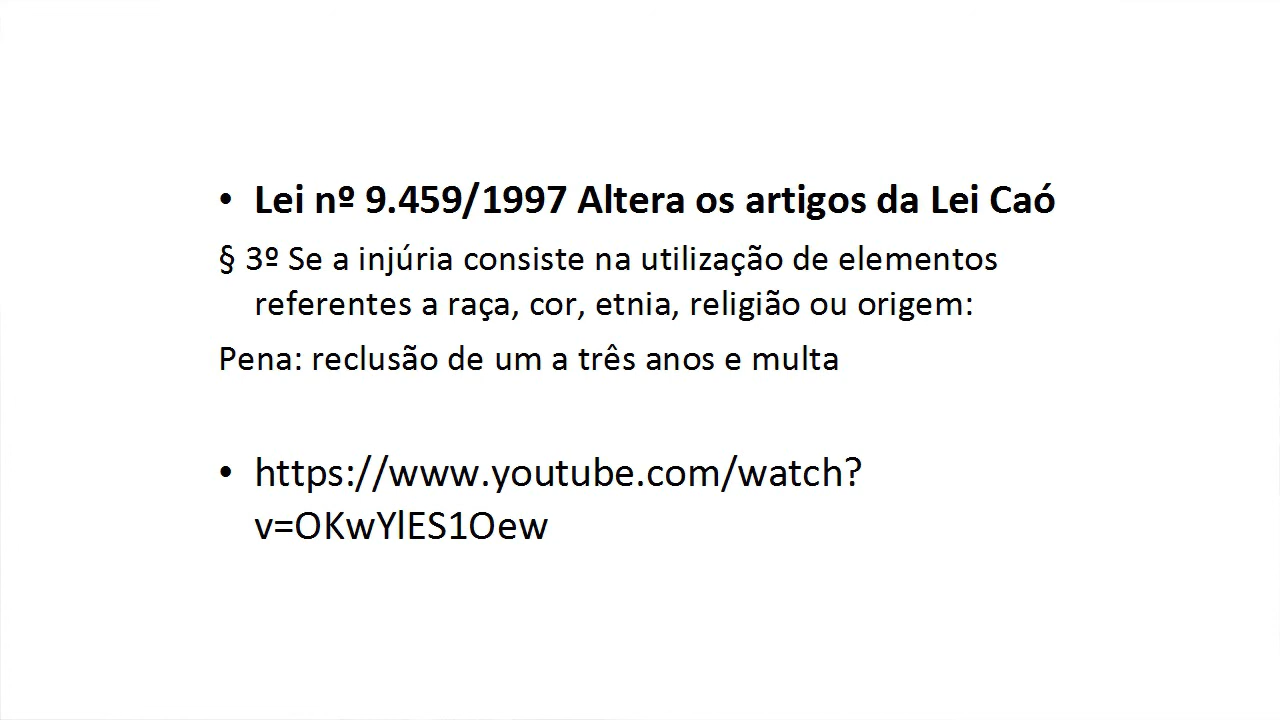 • Lei nº 9.459/1997 Altera os artigos da Lei Caó
§ 3º Se a injúria consiste na utilização de elementos
referentes a raça, cor, etnia, religião ou origem:
Pena: reclusão de um a três anos e multa
• https://www.youtube.com/watch?
v=OKwYlES1Oew